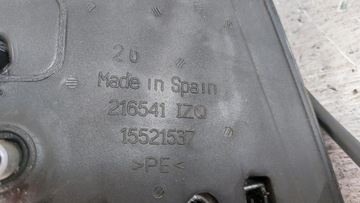 20
Made in Spain
216541 IZQ
15521537
>PE<